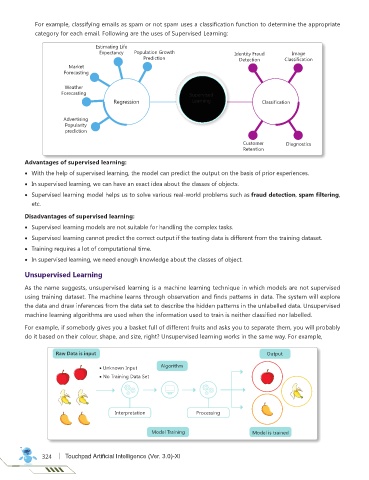 For example, classifying emails as spam or not spam uses a classification function to determine the appropriate
category for each email. Following are the uses of Supervised Learning:
Estimating Life
Expectancy
Population Growth
Prediction
Identity Fraud
Detection
Image
Classification
Market
Forecasting
Weather
Forecasting
Advertising
Popularity
prediction
Regression
Classification
Customer
Retention
Diagnostics
Advantages of supervised learning:
• With the help of supervised learning, the model can predict the output on the basis of prior experiences.
• In supervised learning, we can have an exact idea about the classes of objects.
• Supervised learning model helps us to solve various real-world problems such as fraud detection, spam filtering,
etc.
Disadvantages of supervised learning:
• Supervised learning models are not suitable for handling the complex tasks.
• Supervised learning cannot predict the correct output if the testing data is different from the training dataset.
• Training requires a lot of computational time.
• In supervised learning, we need enough knowledge about the classes of object.
Unsupervised Learning
As the name suggests, unsupervised learning is a machine learning technique in which models are not supervised
using training dataset. The machine learns through observation and finds patterns in data. The system will explore
the data and draw inferences from the data set to describe the hidden patterns in the unlabelled data. Unsupervised
machine learning algorithms are used when the information used to train is neither classified nor labelled.
For example, if somebody gives you a basket full of different fruits and asks you to separate them, you will probably
do it based on their colour, shape, and size, right? Unsupervised learning works in the same way. For example,
Raw Data is input
Output
• Unknown Input
• No Training Data Set
Algorithm
Interpretation
Processing
Model Training
Model is trained
324 | Touchpad Artificial Intelligence (Ver. 3.0)-XI